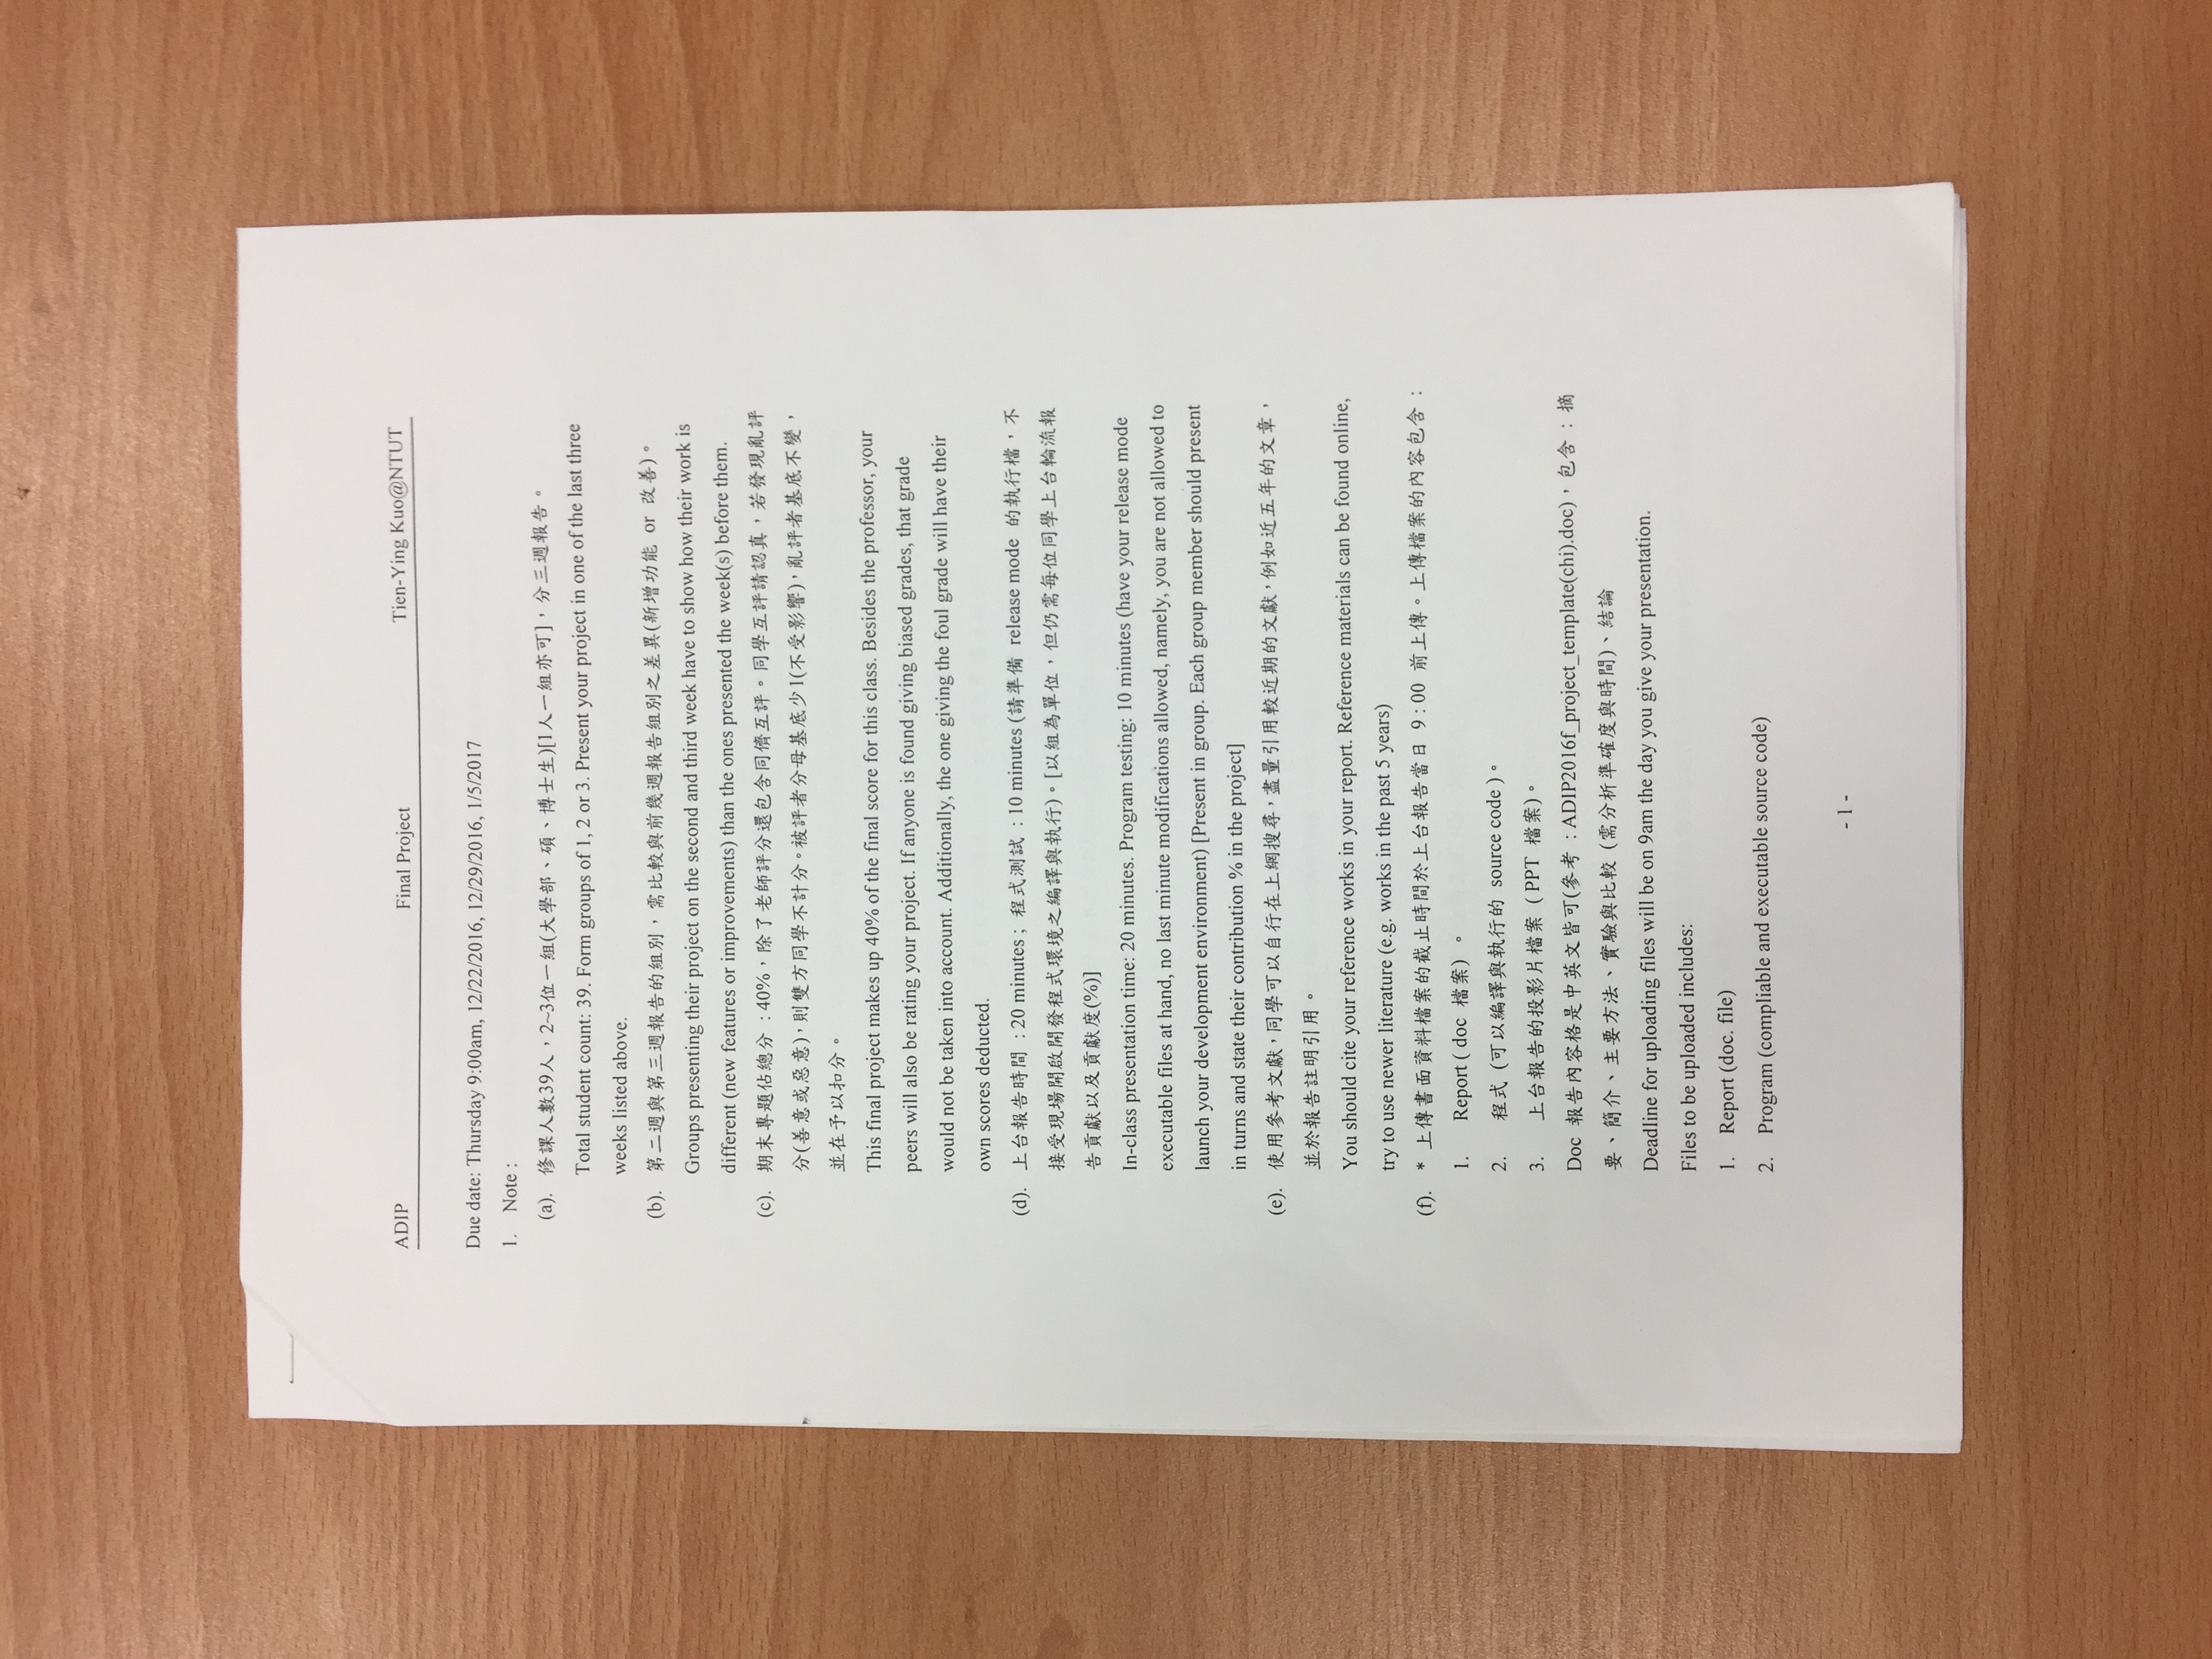 ADIP Final Project Tien-Ying Kuo@NTUT
Due date: Thursday 9:00am, 12/22/2016, 12/29/2016, 1/5/2017
1. Note :
(a). 修課人數39人，2~3位一組(大學部、碩、博士生)[1人一組亦可]，分三週報告。
Total student count: 39. Form groups of 1, 2 or 3. Present your project in one of the last three
weeks listed above.
(b). 第二週與第三週報告的組別，需比較與前幾週報告組別之差異(新增功能 or 改善)。
Groups presenting their project on the second and third week have to show how their work is
different (new features or improvements) than the ones presented the week(s) before them.
(c). 期末專題佔總分 : 40%，除了老師評分還包含同儕互評。同學互評請認真，若發現亂評
分(善意或惡意)，則雙方同學不計分。被評者分母基底少1(不受影響)，亂評者基底不變，
並在予以扣分。
This final project makes up 40% of the final score for this class. Besides the professor, your
peers will also be rating your project. If anyone is found giving biased grades, that grade
would not be taken into account. Additionally, the one giving the foul grade will have their
own scores deducted.
(d). 上台報告時間 : 20 minutes ; 程式測試 : 10 minutes (請準備 release mode 的執行檔，不
接受現場開啟開發程式環境之編譯與執行)。[以組為單位，但仍需每位同學上台輪流報
告貢獻以及貢獻度(%)]
In-class presentation time: 20 minutes. Program testing: 10 minutes (have your release mode
executable files at hand, no last minute modifications allowed, namely, you are not allowed to
launch your development environment) [Present in group. Each group member should present
in turns and state their contribution % in the project]
(e). 使用參考文獻，同學可以自行在上網搜尋，盡量引用較近期的文獻，例如近五年的文章，
並於報告註明引用。
You should cite your reference works in your report. Reference materials can be found online,
try to use newer literature (e.g. works in the past 5 years)
(f). * 上傳書面資料檔案的截止時間於上台報告當日 9 : 00 前上傳。上傳檔案的內容包含 :
1. Report ( doc 檔案) 。
2. 程式 (可以編譯與執行的 source code )。
3. 上台報告的投影片檔案 ( PPT 檔案)。
Doc 報告內容格是中英文皆可(參考 : ADIP2016f_project_template(chi).doc)，包含 : 摘
要、簡介、主要方法、實驗與比較 (需分析準確度與時間)、結論
Deadline for uploading files will be on 9am the day you give your presentation.
Files to be uploaded includes:
1. Report (doc. file)
2. Program (compliable and executable source code)
- 1 -